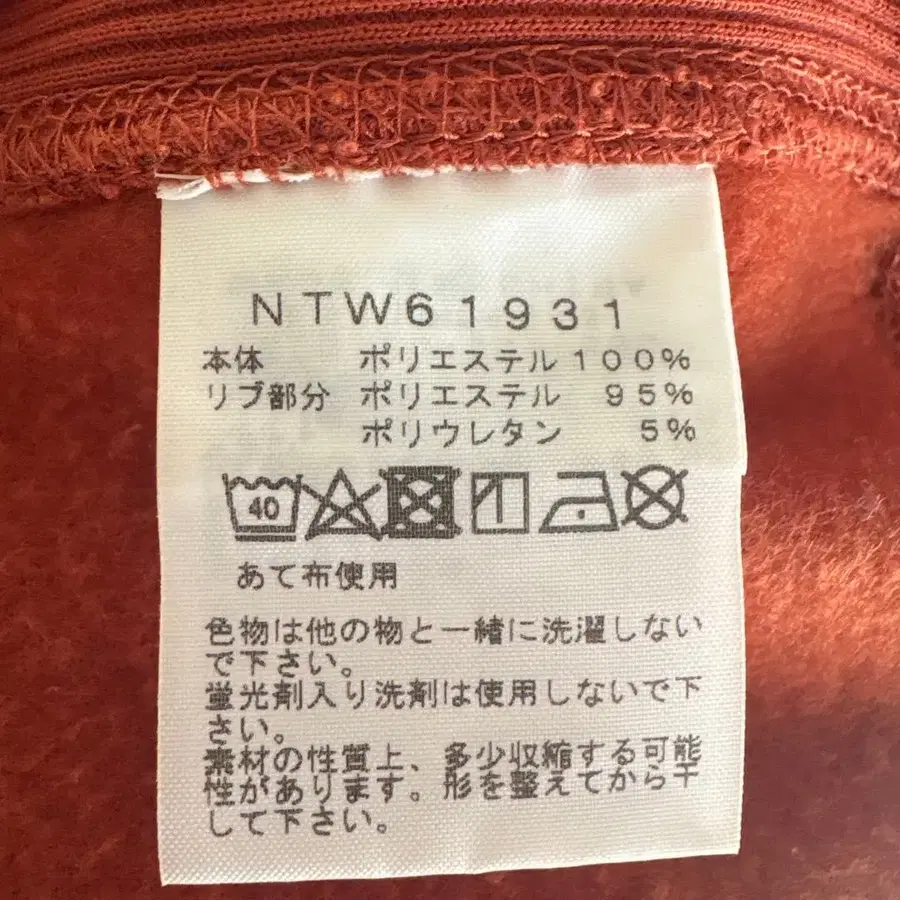 NTW61931
本体 ポリエステル100%
リブ部分 ポリエステル 95%
ポリウレタン 5%
40
あて布使用
色物は他の物と一緒に洗濯しない
で下さい。
蛍光剤入り洗剤は使用しないで下
さい。
素材の性質上、多少収縮する可能
性があります。形を整えてから干
して下さい。